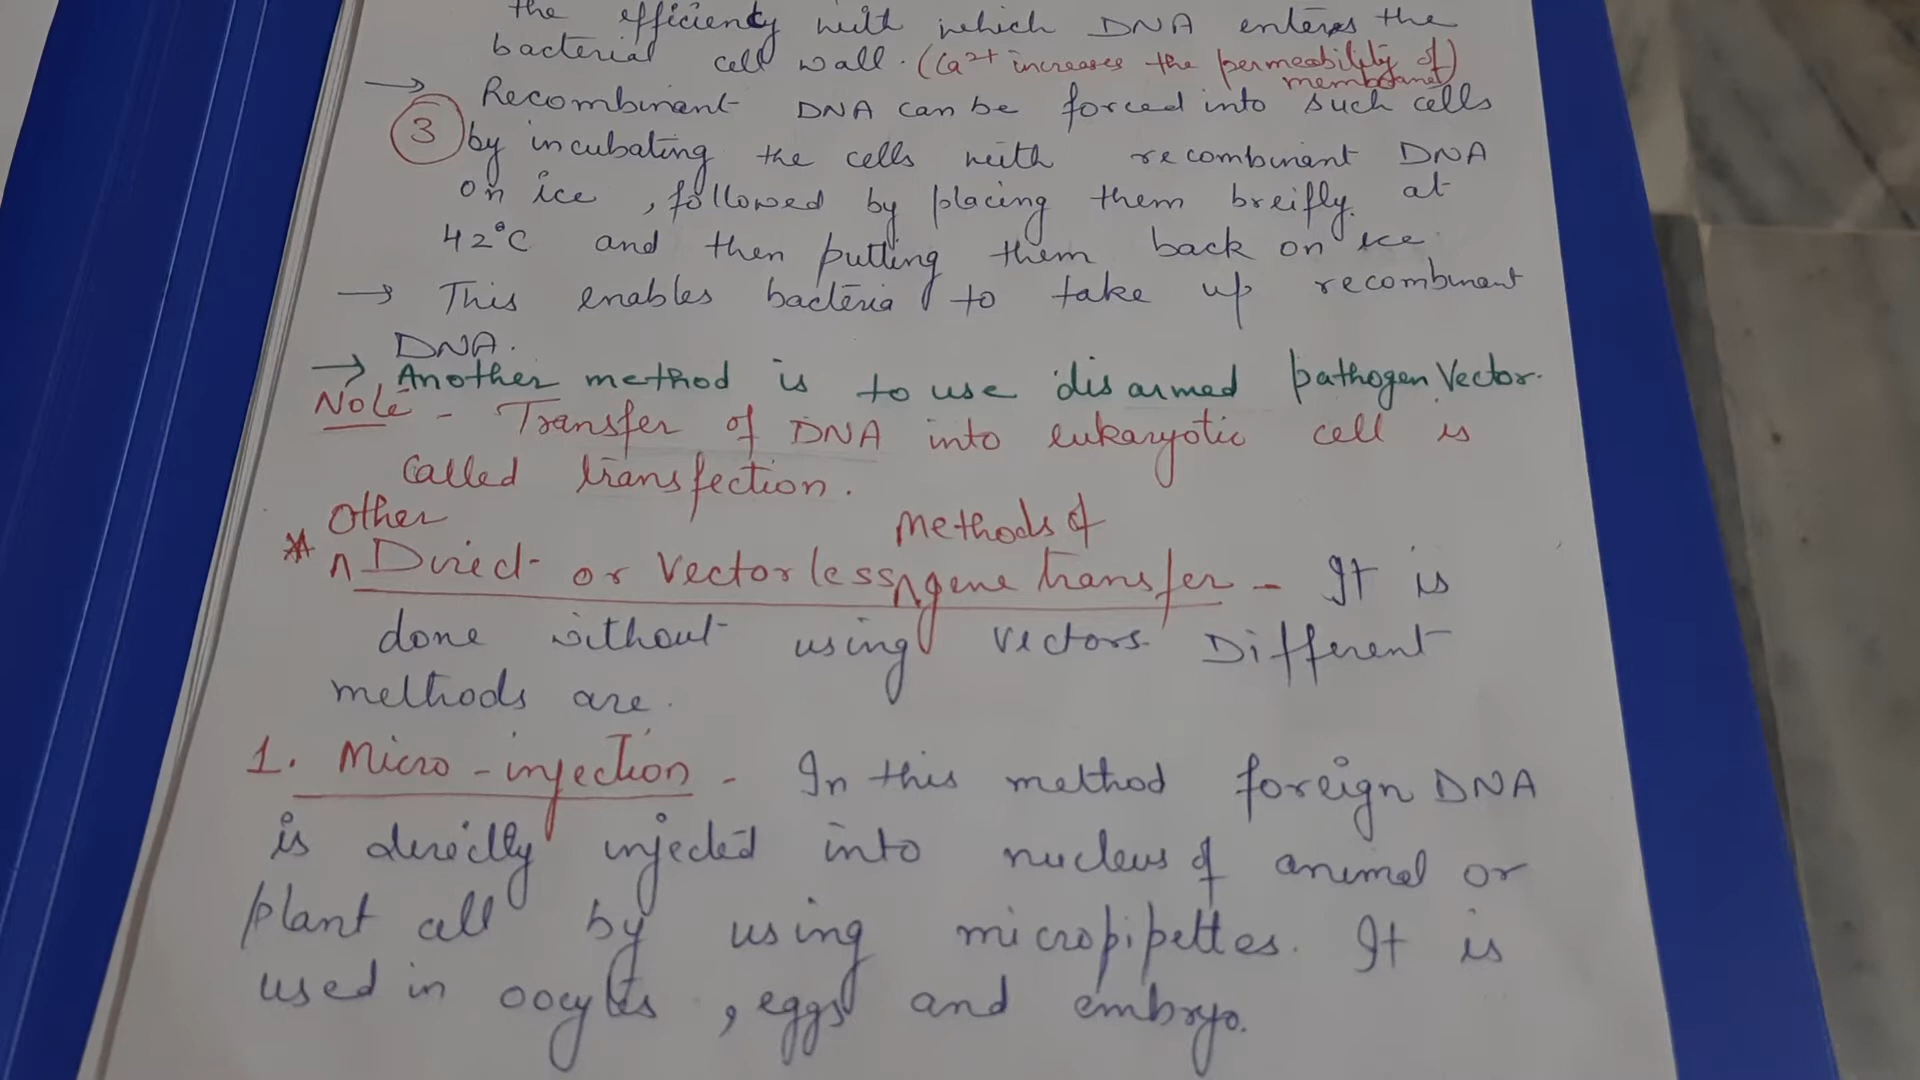 the efficiency with which DNA enters the
bacterial cell wall. (Ca2+ increases the permeability of)
membrane)
→ Recombinant DNA can be forced into such cells
③ by incubating the cells with recombinant DNA
on ice, followed by placing them breifly at
42°C and then putting them back on ice
→ This enables bacteria to take up recombinant
DNA.
→ Another method is to use disarmed pathogen Vector.
Note - Transfer of DNA into eukaryotic cell is
called transfection.
Other Methods of
* ∧ Direct or Vectorless ∧ gene transfer - It is
done without using vectors. Different
methods are.
1. Micro-injection - In this method foreign DNA
is directly injected into nucleus of animal or
plant cell by using micropipettes. It is
used in oocytes, eggs and embryo.